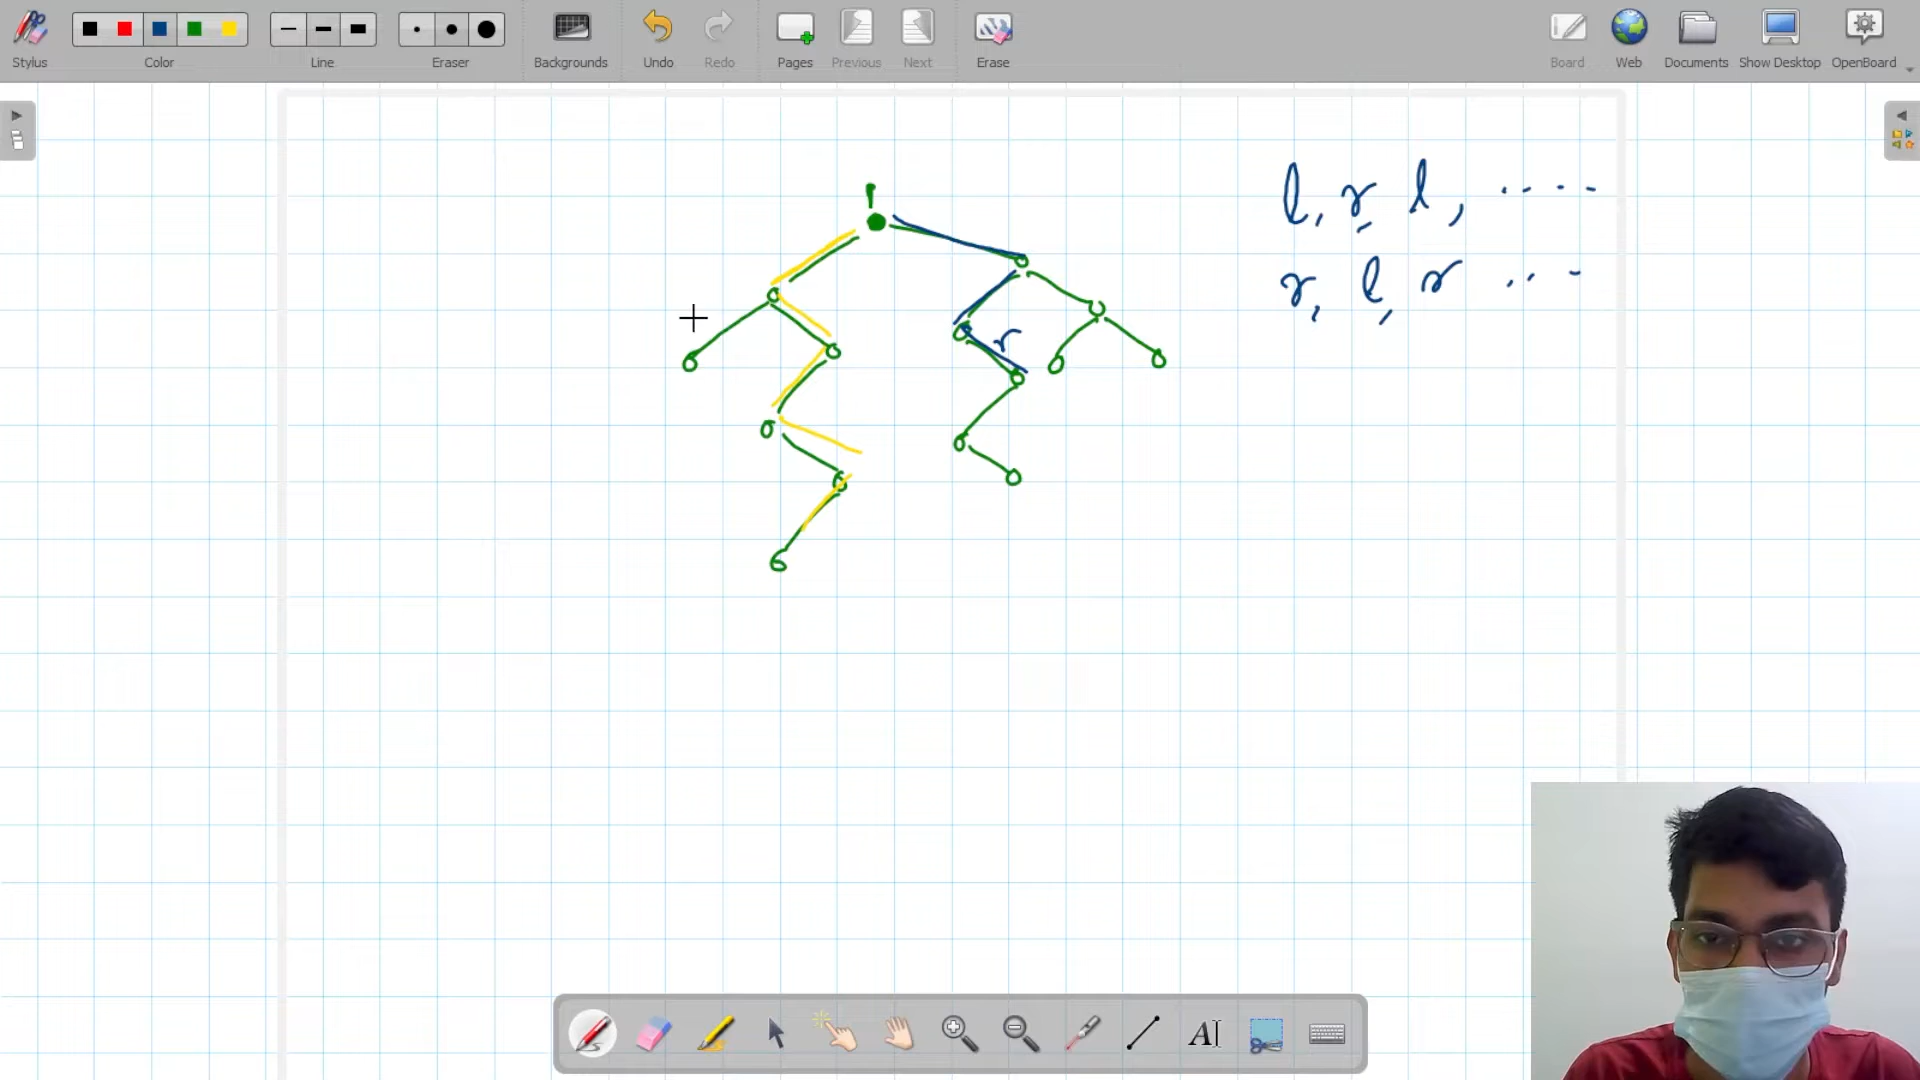 Stylus Color Line Eraser Backgrounds Undo Redo Pages Previous Next Erase Board Web Documents Show Desktop OpenBoard
l, r l, ....
r, l, r ...
r
A